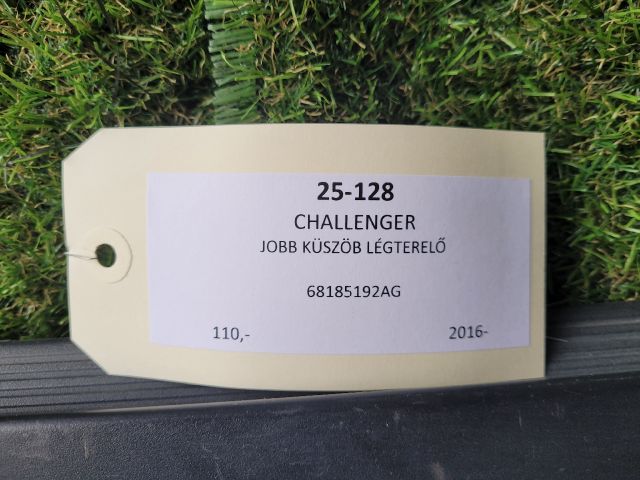 25-128
CHALLENGER
JOBB KÜSZÖB LÉGTERELŐ
68185192AG
110,- 2016-